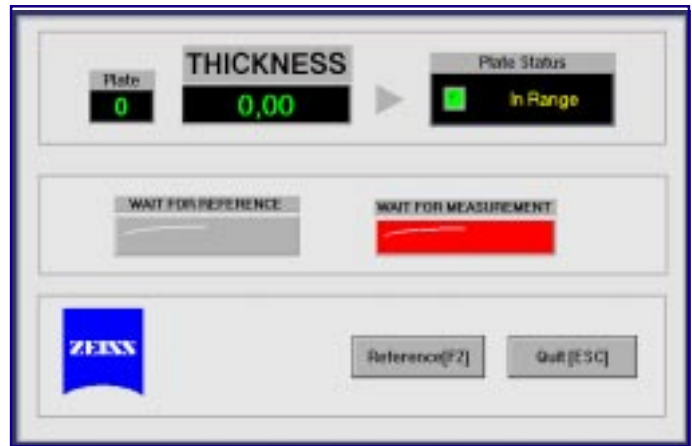 THICKNESS
Plate
0
0,00
Plate Status
In Range
WAIT FOR REFERENCE
WAIT FOR MEASUREMENT
ZEISS
Reference[F2]
Quit [ESC]